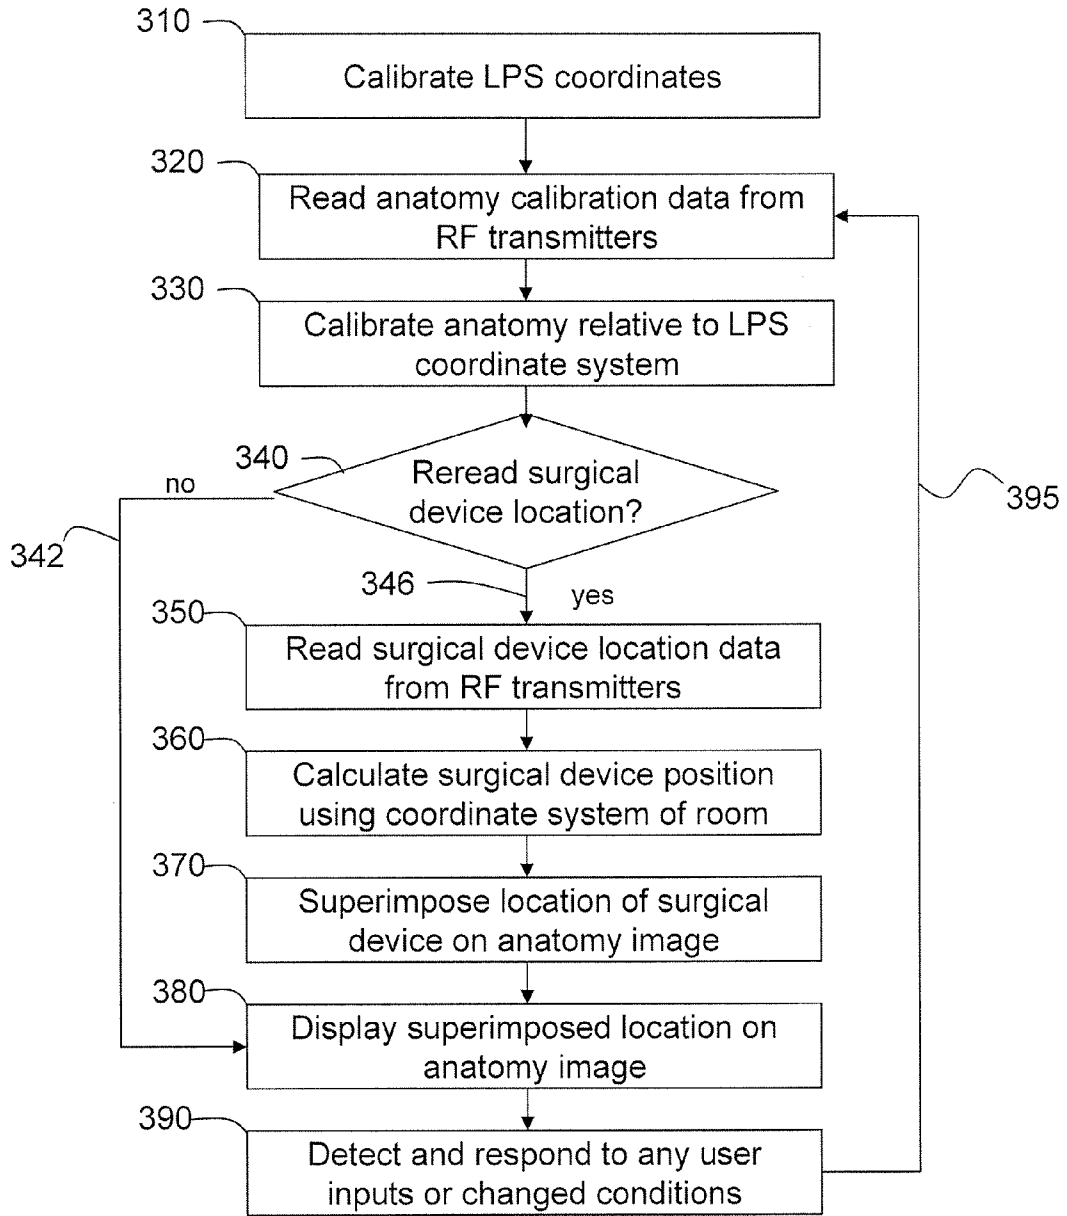 310
Calibrate LPS coordinates
320
Read anatomy calibration data from
RF transmitters
330
Calibrate anatomy relative to LPS
coordinate system
340
Reread surgical
device location?
no
395
342
346
yes
350
Read surgical device location data
from RF transmitters
360
Calculate surgical device position
using coordinate system of room
370
Superimpose location of surgical
device on anatomy image
380
Display superimposed location on
anatomy image
390
Detect and respond to any user
inputs or changed conditions